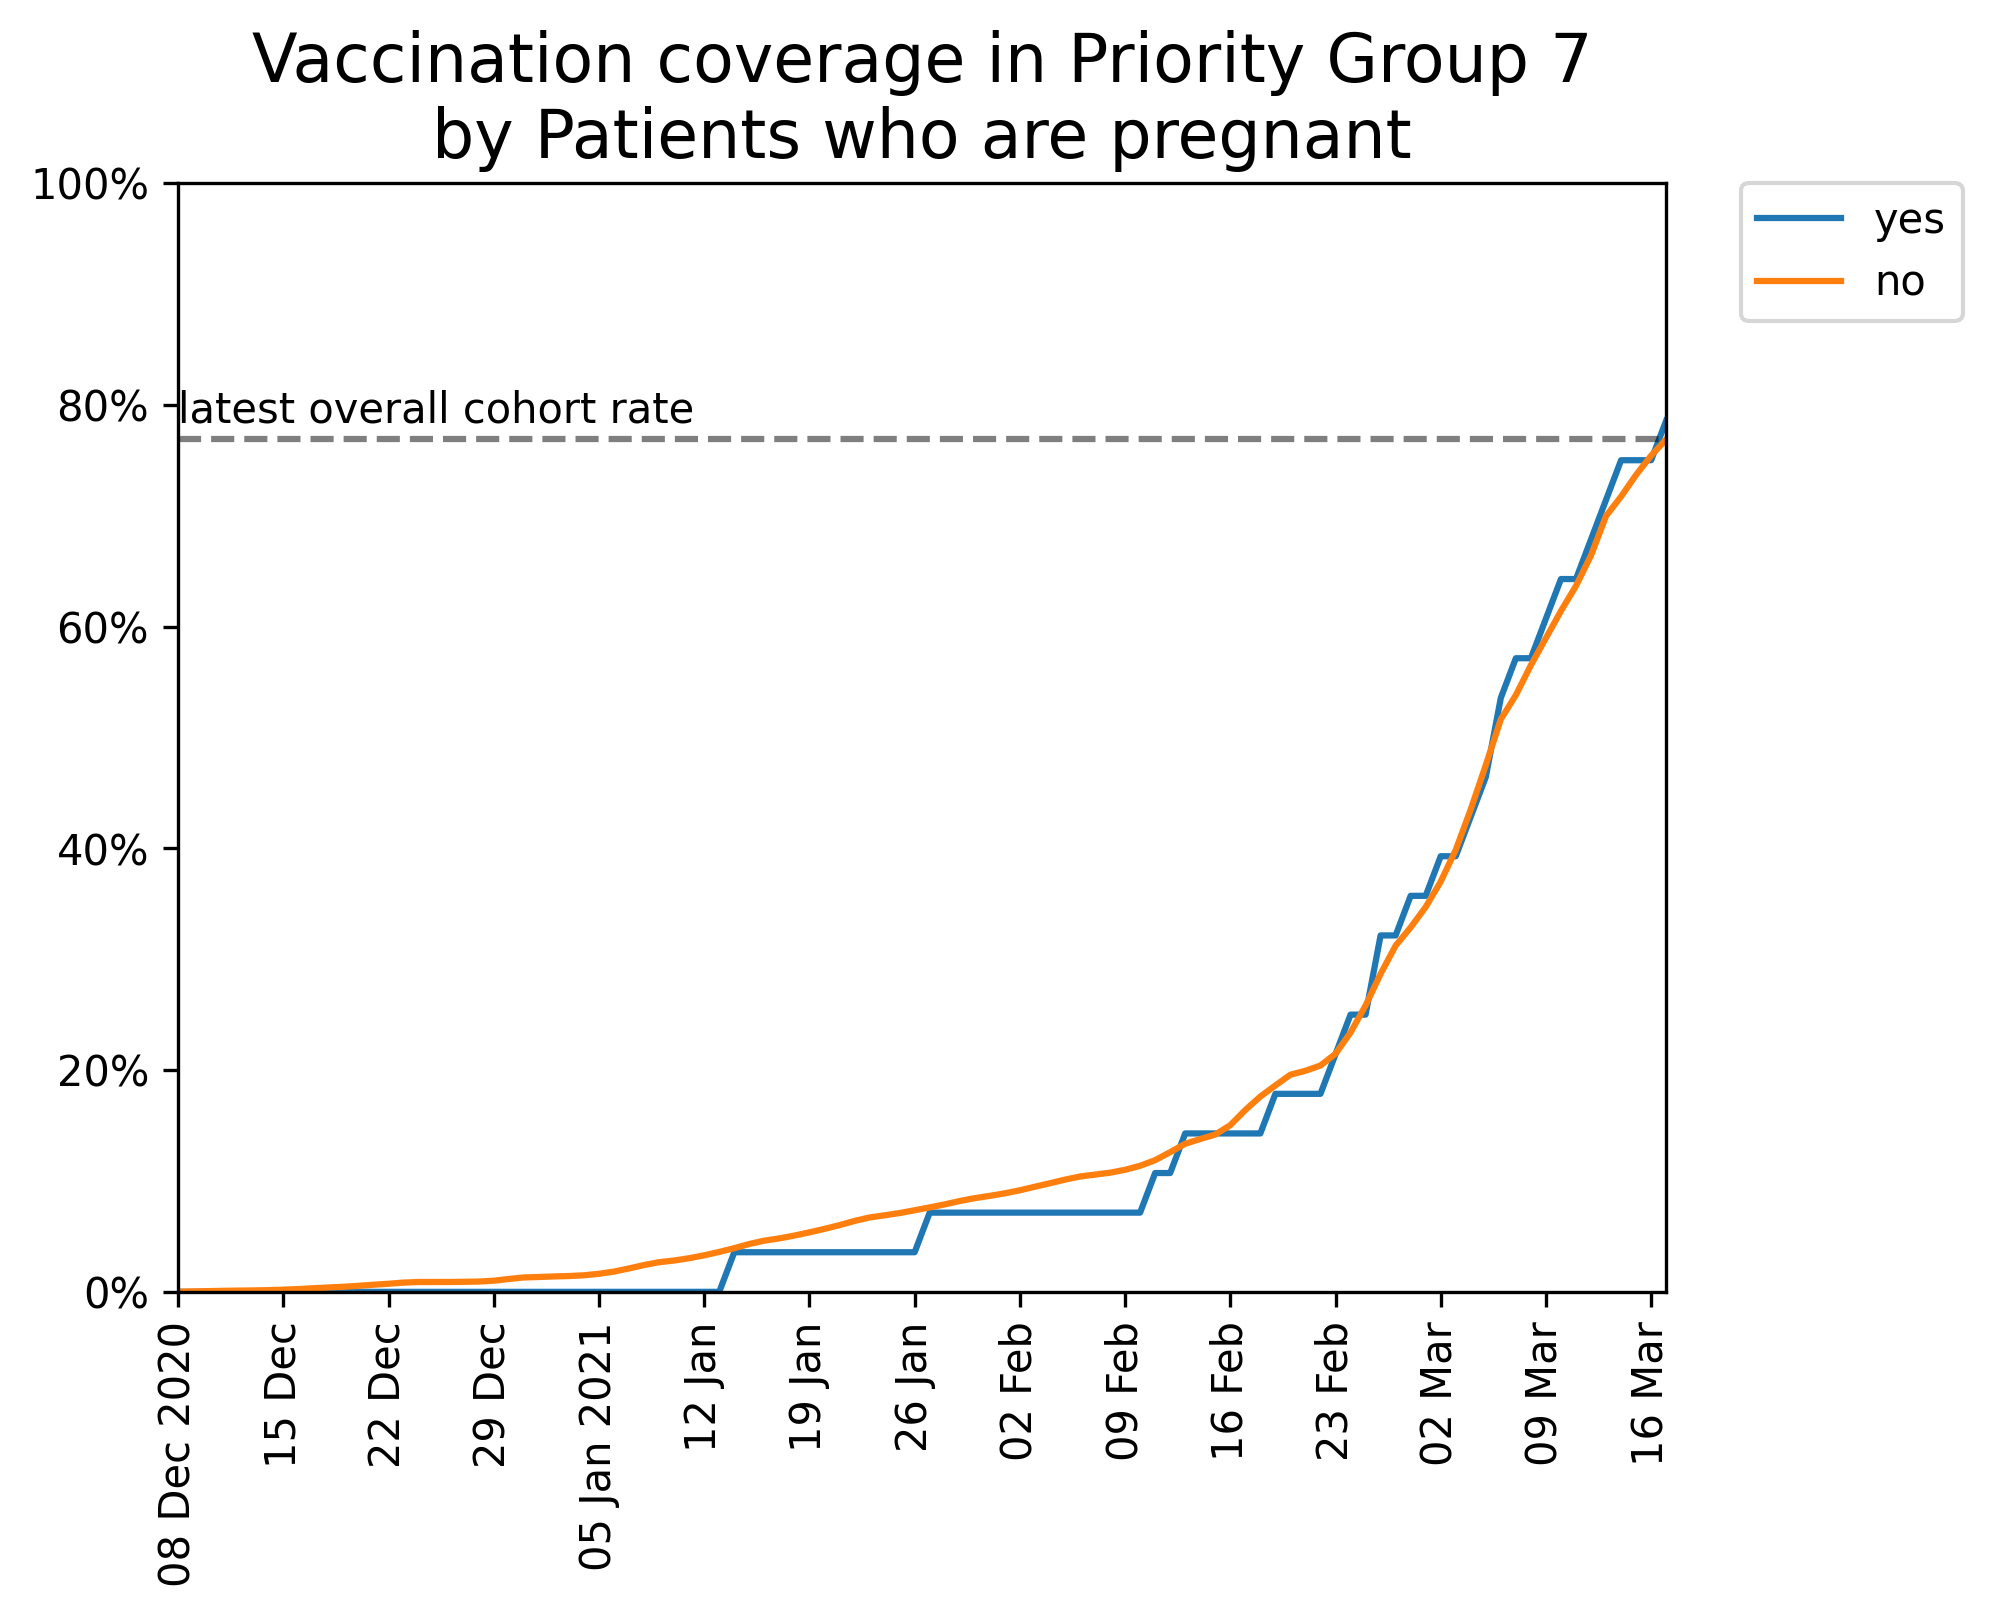 Vaccination coverage in Priority Group 7
by Patients who are pregnant
100%
80%
60%
40%
20%
0%
latest overall cohort rate
yes
no
08 Dec 2020
15 Dec
22 Dec
29 Dec
05 Jan 2021
12 Jan
19 Jan
26 Jan
02 Feb
09 Feb
16 Feb
23 Feb
02 Mar
09 Mar
16 Mar